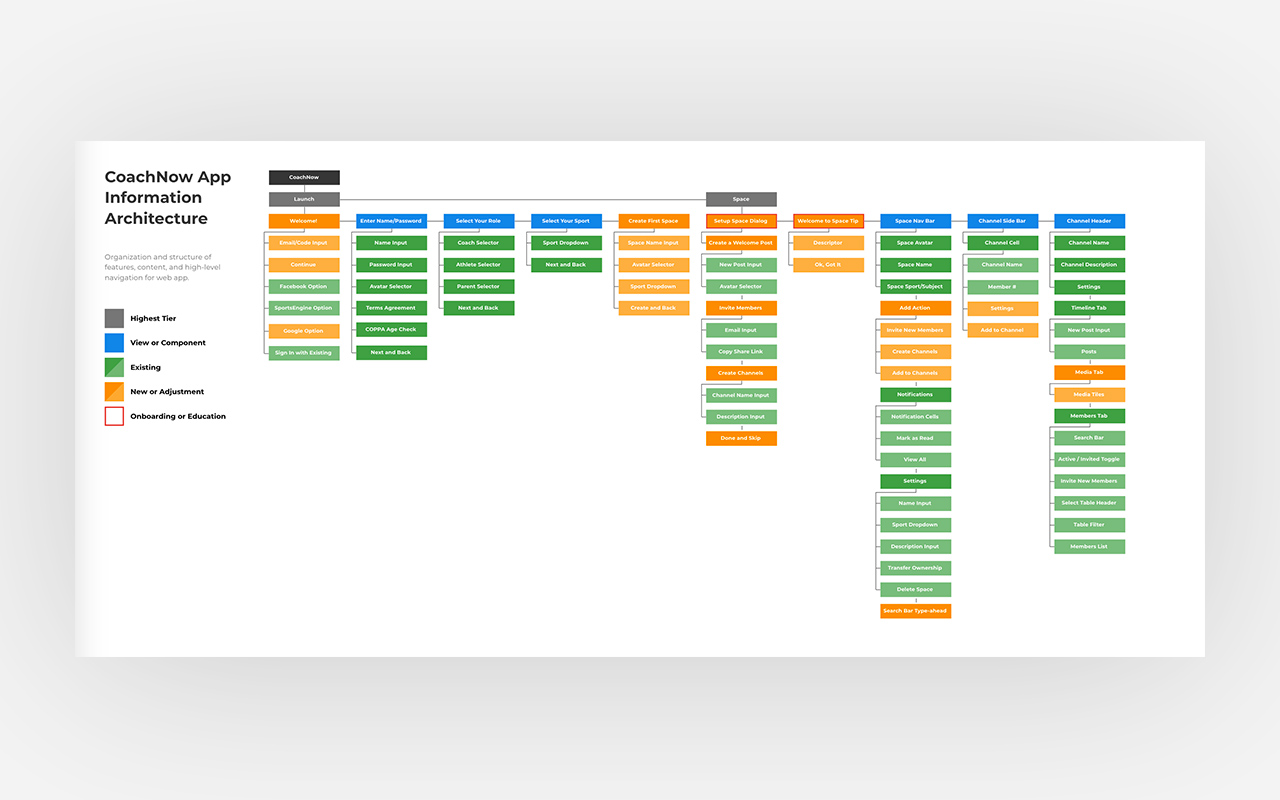 CoachNow App
Information
Architecture
Organization and structure of
features, content, and high-level
navigation for web app.
Highest Tier
View or Component
Existing
New or Adjustment
Onboarding or Education
CoachNow
Launch
Welcome!
Email/Code Input
Continue
Facebook Option
SportsEngine Option
Google Option
Sign In with Existing
Enter Name/Password
Name Input
Password Input
Avatar Selector
Terms Agreement
COPPA Age Check
Next and Back
Select Your Role
Coach Selector
Athlete Selector
Parent Selector
Next and Back
Select Your Sport
Sport Dropdown
Next and Back
Create First Space
Space Name Input
Avatar Selector
Sport Dropdown
Create and Back
Space
Setup Space Dialog
Create a Welcome Post
New Post Input
Avatar Selector
Invite Members
Email Input
Copy Share Link
Create Channels
Channel Name Input
Description Input
Done and Skip
Welcome to Space Tip
Descriptor
Ok, Got It
Space Nav Bar
Space Avatar
Space Name
Space Sport/Subject
Add Action
Invite New Members
Create Channels
Add to Channels
Notifications
Notification Cells
Mark as Read
View All
Settings
Name Input
Sport Dropdown
Description Input
Transfer Ownership
Delete Space
Search Bar Type-ahead
Channel Side Bar
Channel Cell
Channel Name
Member #
Settings
Add to Channel
Channel Header
Channel Name
Channel Description
Settings
Timeline Tab
New Post Input
Posts
Media Tab
Media Tiles
Members Tab
Search Bar
Active / Invited Toggle
Invite New Members
Select Table Header
Table Filter
Members List